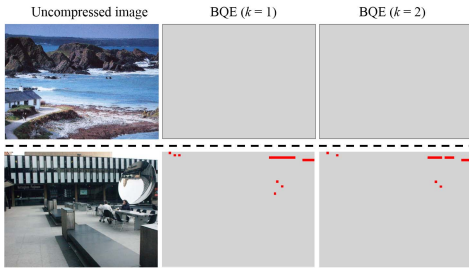 Uncompressed image BQE (k = 1) BQE (k = 2)